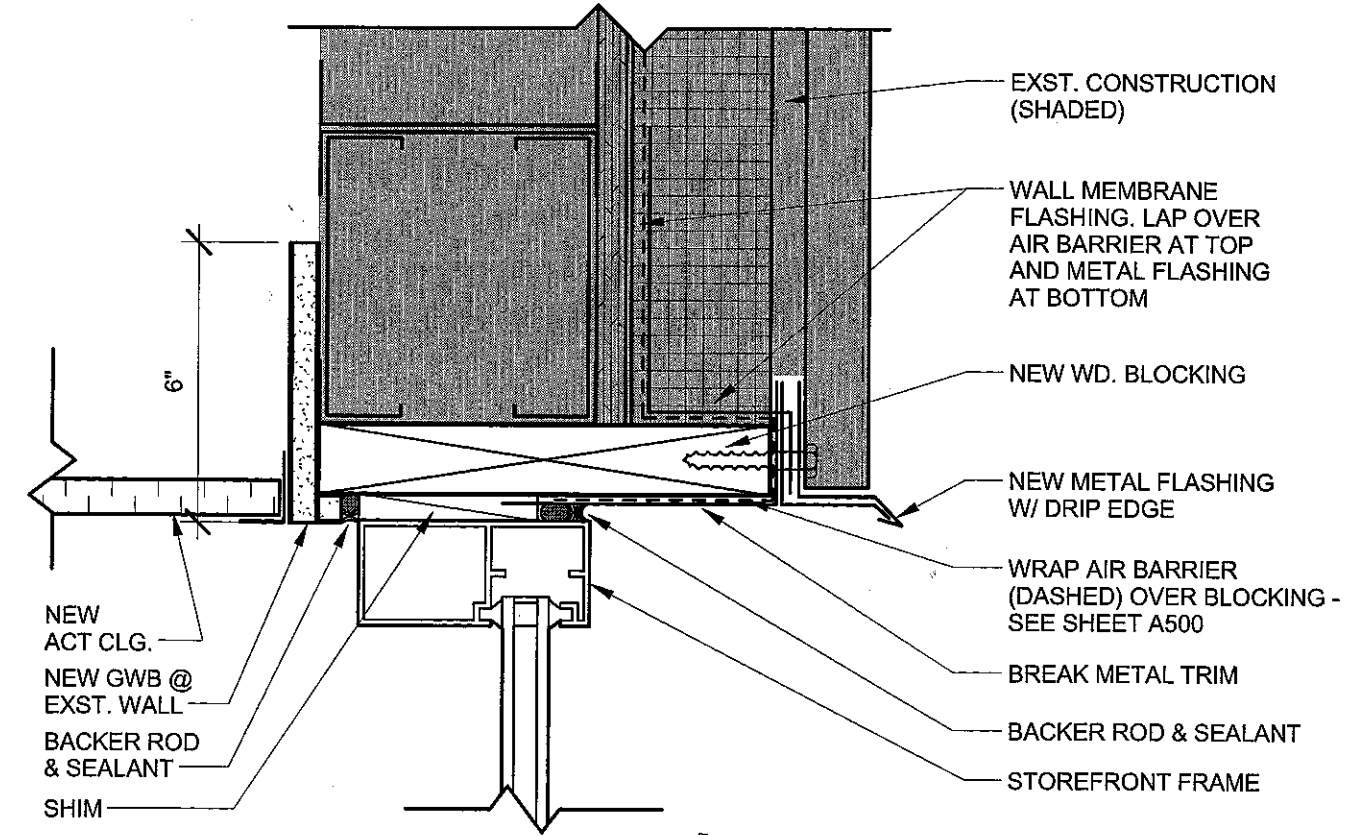 EXST. CONSTRUCTION
(SHADED)
WALL MEMBRANE
FLASHING. LAP OVER
AIR BARRIER AT TOP
AND METAL FLASHING
AT BOTTOM
NEW WD. BLOCKING
NEW METAL FLASHING
W/ DRIP EDGE
WRAP AIR BARRIER
(DASHED) OVER BLOCKING -
SEE SHEET A500
BREAK METAL TRIM
BACKER ROD & SEALANT
STOREFRONT FRAME
6"
NEW
ACT CLG.
NEW GWB @
EXST. WALL
BACKER ROD
& SEALANT
SHIM